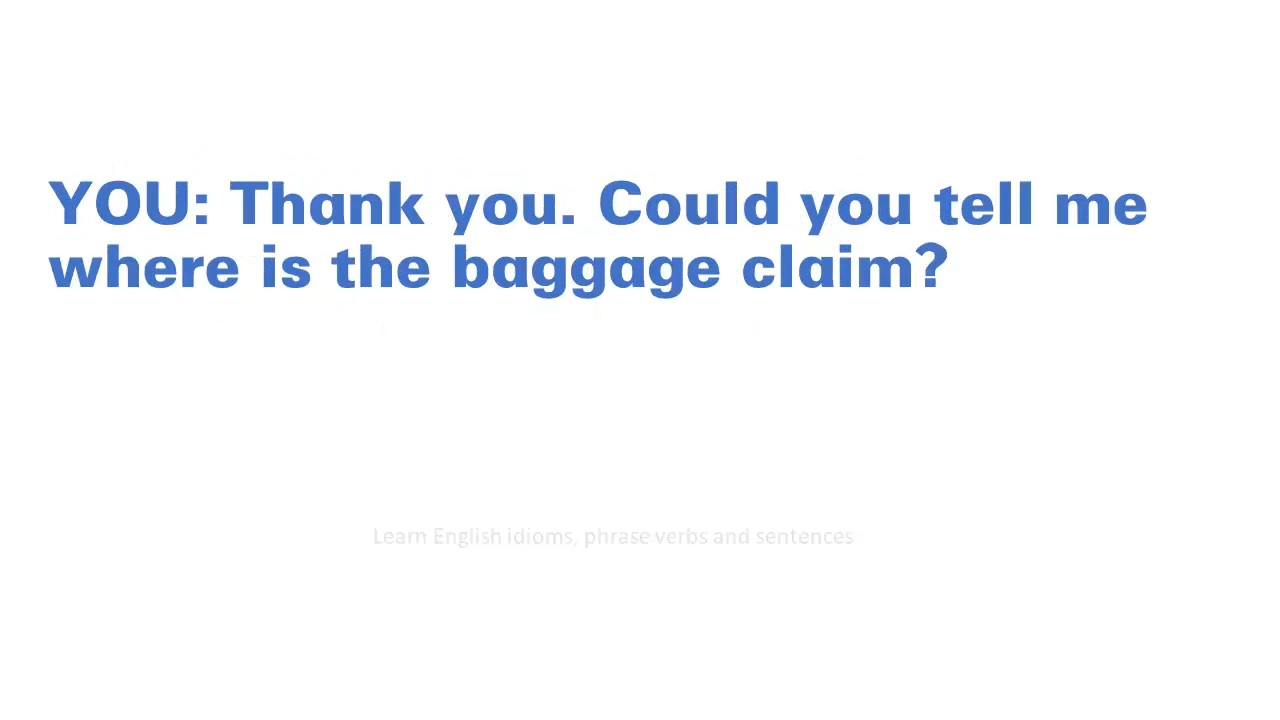 YOU: Thank you. Could you tell me
where is the baggage claim?
Learn English idioms, phrase verbs and sentences